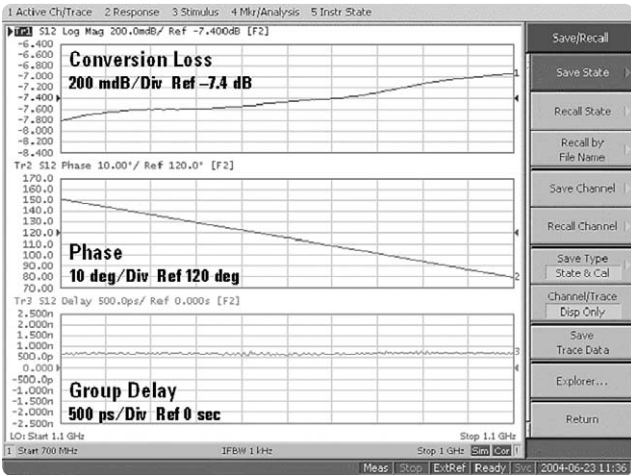 1 Active Ch/Trace 2 Response 3 Stimulus 4 Mkr/Analysis 5 Instr State
Tr1 S12 Log Mag 200.0mdB/ Ref -7.400dB [F2]
-6.400
-6.600
-6.800
-7.000
-7.200
-7.400
-7.600
-7.800
-8.000
-8.200
-8.400
Conversion Loss
200 mdB/Div Ref –7.4 dB
1
Tr2 S12 Phase 10.00°/ Ref 120.0° [F2]
170.0
160.0
150.0
140.0
130.0
120.0
110.0
100.0
90.00
80.00
70.00
Phase
10 deg/Div Ref 120 deg
2
Tr3 S12 Delay 500.0ps/ Ref 0.000s [F2]
2.500n
2.000n
1.500n
1.000n
500.0p
0.000
-500.0p
-1.000n
-1.500n
-2.000n
-2.500n
Group Delay
500 ps/Div Ref 0 sec
3
LO: Start 1.1 GHz Stop 1.1 GHz
1 Start 700 MHz IFBW 1 kHz Stop 1 GHz Sim Cor
Meas Stop ExtRef Ready Svc 2004-06-23 11:36
Save/Recall
Save State
Recall State
Recall by
File Name
Save Channel
Recall Channel
Save Type
State & Cal
Channel/Trace
Disp Only
Save
Trace Data
Explorer...
Return